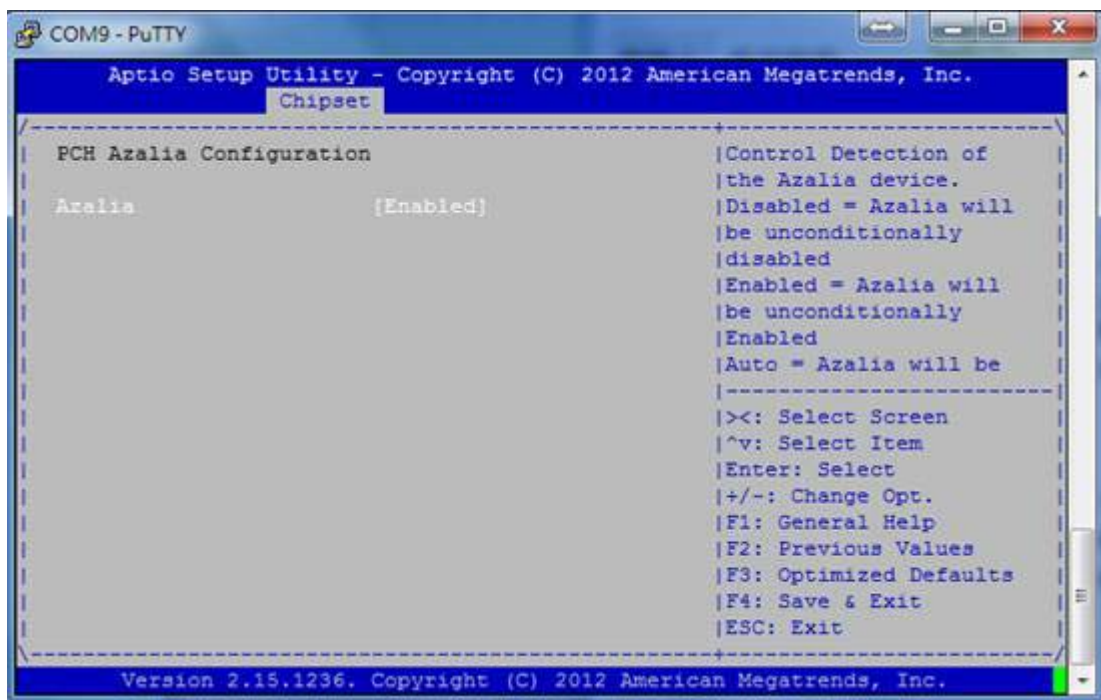 COM9 - PuTTY
Aptio Setup Utility - Copyright (C) 2012 American Megatrends, Inc.
Chipset
PCH Azalia Configuration
Azalia [Enabled]
Control Detection of
the Azalia device.
Disabled = Azalia will
be unconditionally
disabled
Enabled = Azalia will
be unconditionally
Enabled
Auto = Azalia will be
><: Select Screen
^v: Select Item
Enter: Select
+/-: Change Opt.
F1: General Help
F2: Previous Values
F3: Optimized Defaults
F4: Save & Exit
ESC: Exit
Version 2.15.1236. Copyright (C) 2012 American Megatrends, Inc.